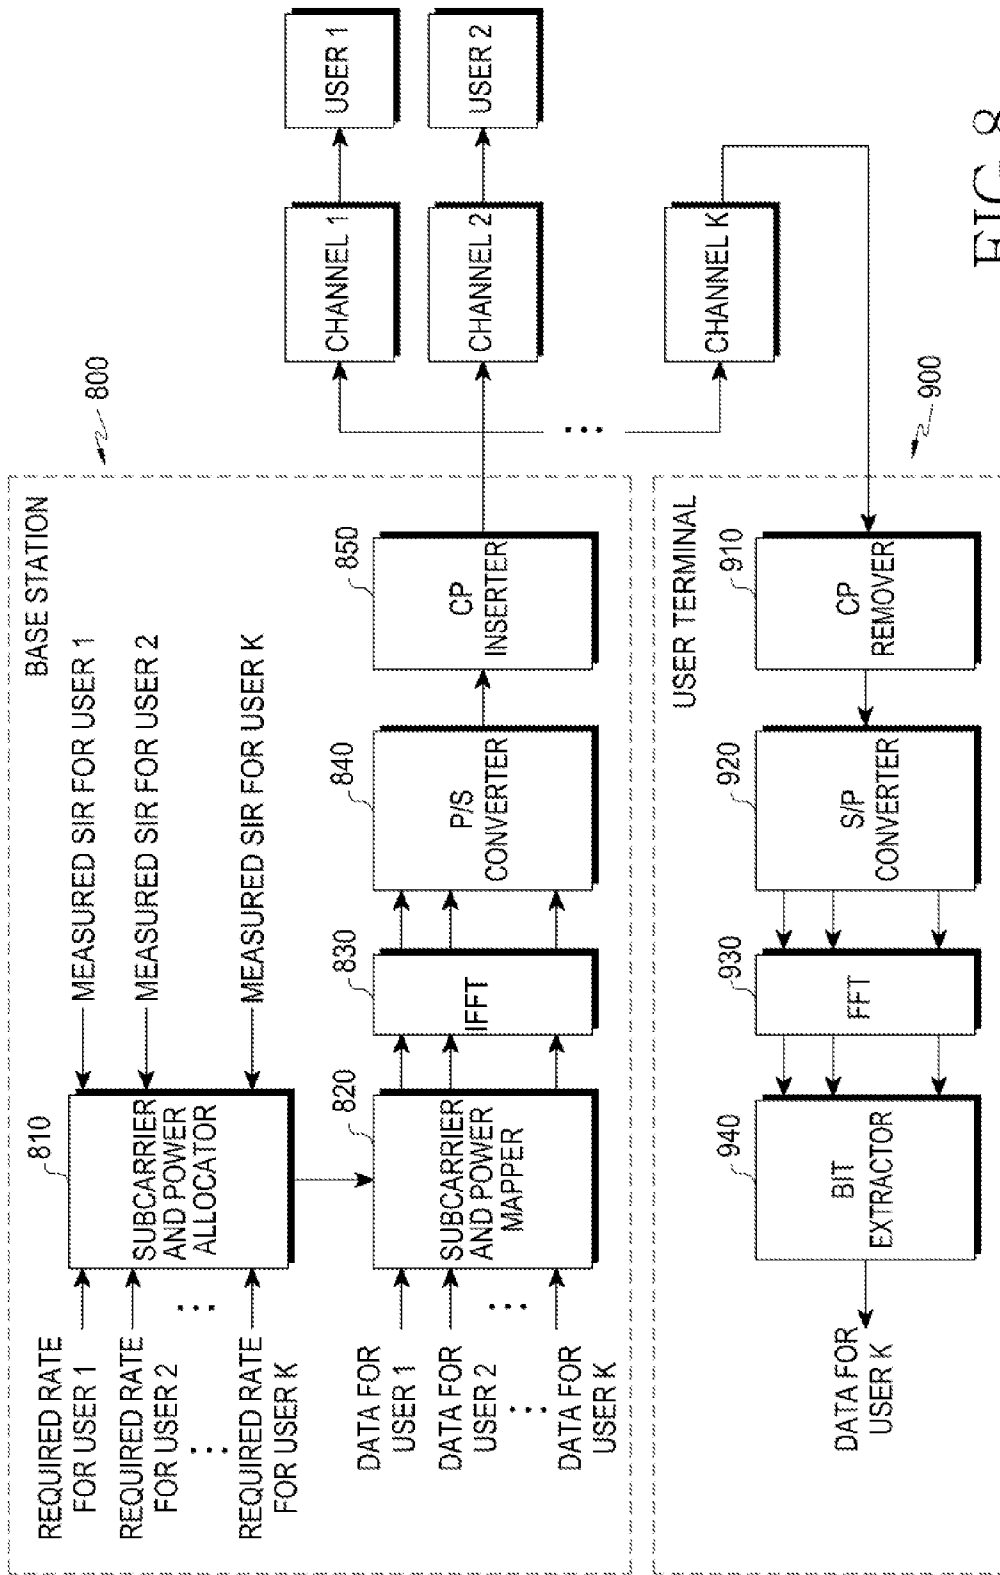 BASE STATION
800
REQUIRED RATE
FOR USER 1
REQUIRED RATE
FOR USER 2
REQUIRED RATE
FOR USER K
810
SUBCARRIER
AND POWER
ALLOCATOR
MEASURED SIR FOR USER 1
MEASURED SIR FOR USER 2
MEASURED SIR FOR USER K
DATA FOR
USER 1
DATA FOR
USER 2
DATA FOR
USER K
820
SUBCARRIER
AND POWER
MAPPER
830
IFFT
840
P/S
CONVERTER
850
CP
INSERTER
CHANNEL 1
USER 1
CHANNEL 2
USER 2
CHANNEL K
USER TERMINAL
900
910
CP
REMOVER
920
S/P
CONVERTER
930
FFT
940
BIT
EXTRACTOR
DATA FOR
USER K
FIG. 8